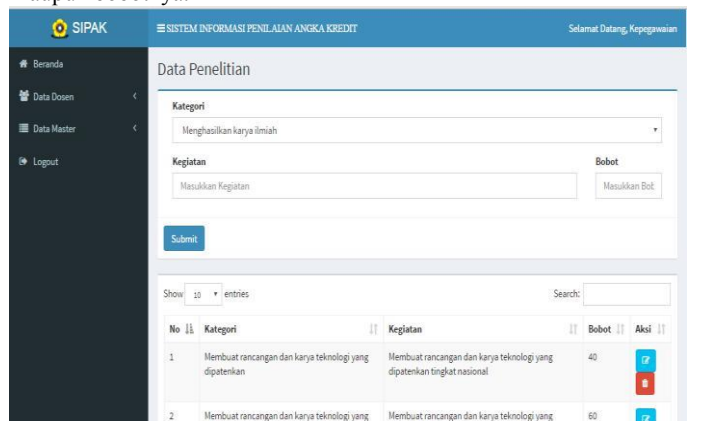 SIPAK
SISTEM INFORMASI PENILAIAN ANGKA KREDIT
Selamat Datang, Kepegawaian
Beranda
Data Dosen
Data Master
Logout
Data Penelitian
Kategori
Menghasilkan karya ilmiah
Kegiatan
Bobot
Masukkan Kegiatan
Masukkan Bob
Submit
Show 10 entries
Search:
No Kategori Kegiatan Bobot Aksi
1 Membuat rancangan dan karya teknologi yang Membuat rancangan dan karya teknologi yang 40
dipatenkan dipatenkan tingkat nasional
2 Membuat rancangan dan karya teknologi yang Membuat rancangan dan karya teknologi yang 60